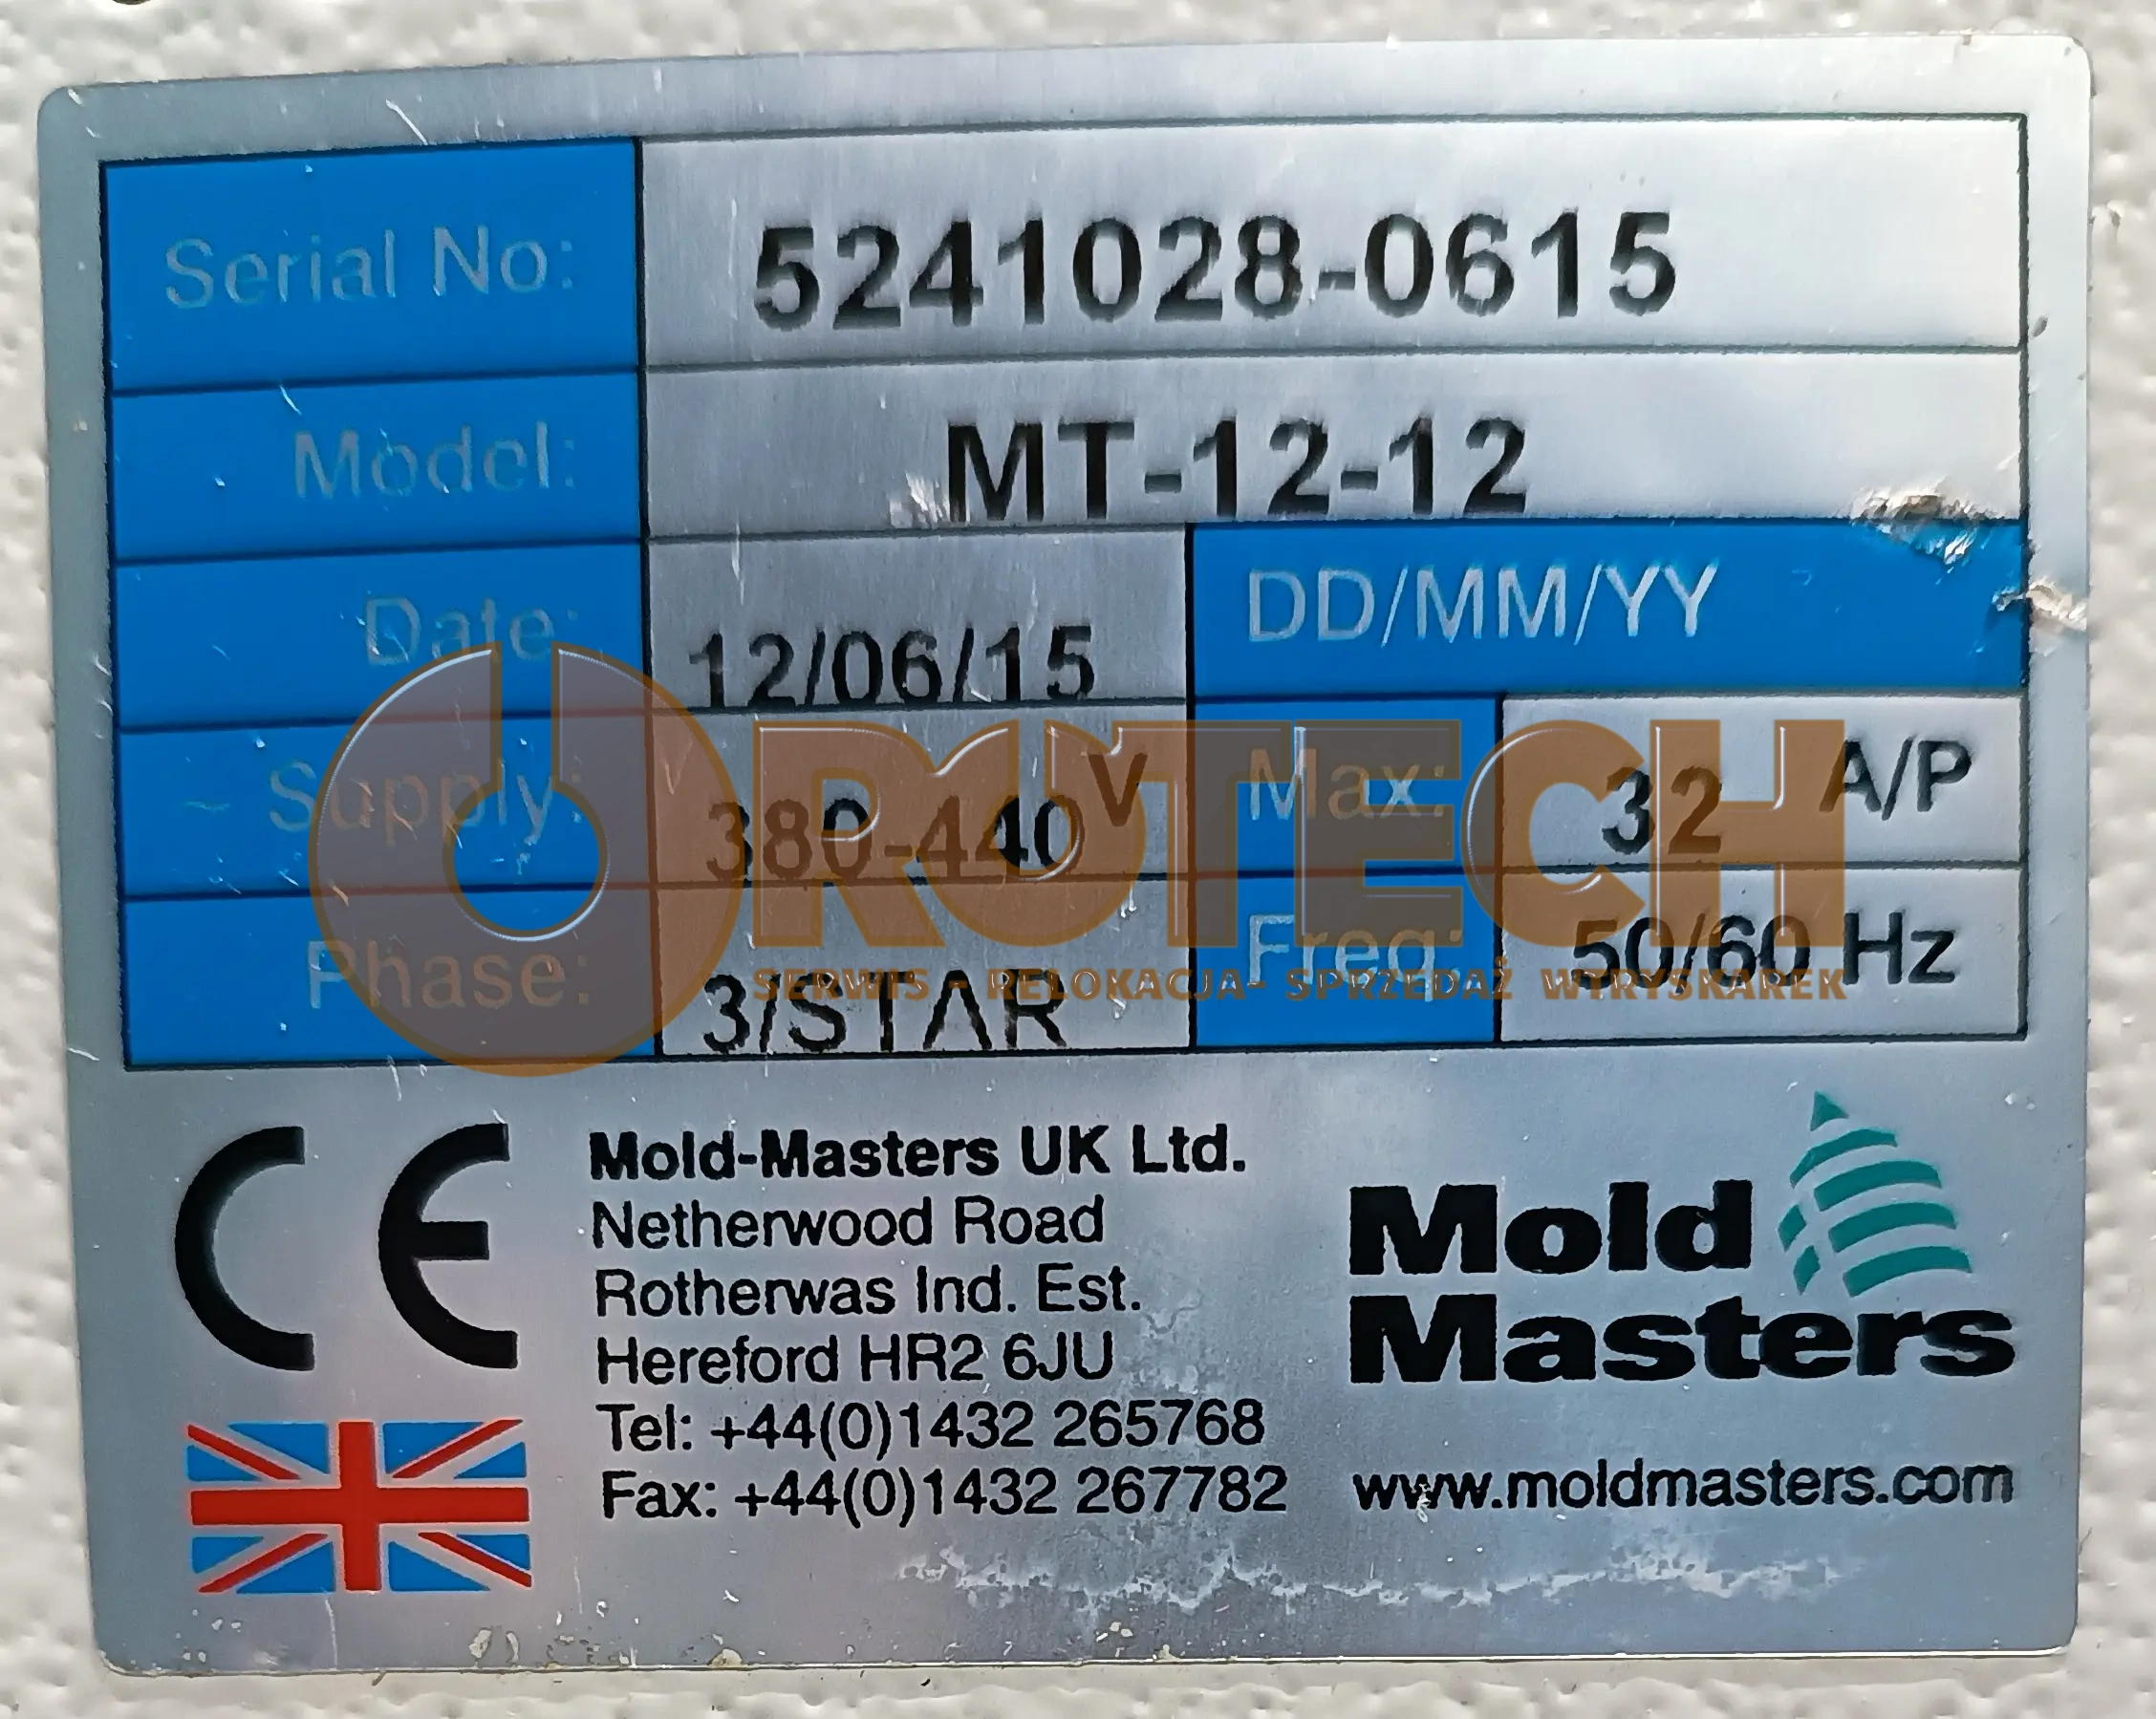 Serial No: 5241028-0615
Model: MT-12-12
Date: 12/06/15 DD/MM/YY
Supply: 380-440 V Max: 32 A/P
Phase: 3/STAR Freq: 50/60 Hz
ROTECH
SERWIS - RELOKACJA- SPRZEDAŻ WTRYSKAREK
CE
Mold-Masters UK Ltd.
Netherwood Road
Rotherwas Ind. Est.
Hereford HR2 6JU
Tel: +44(0)1432 265768
Fax: +44(0)1432 267782
Mold
Masters
www.moldmasters.com